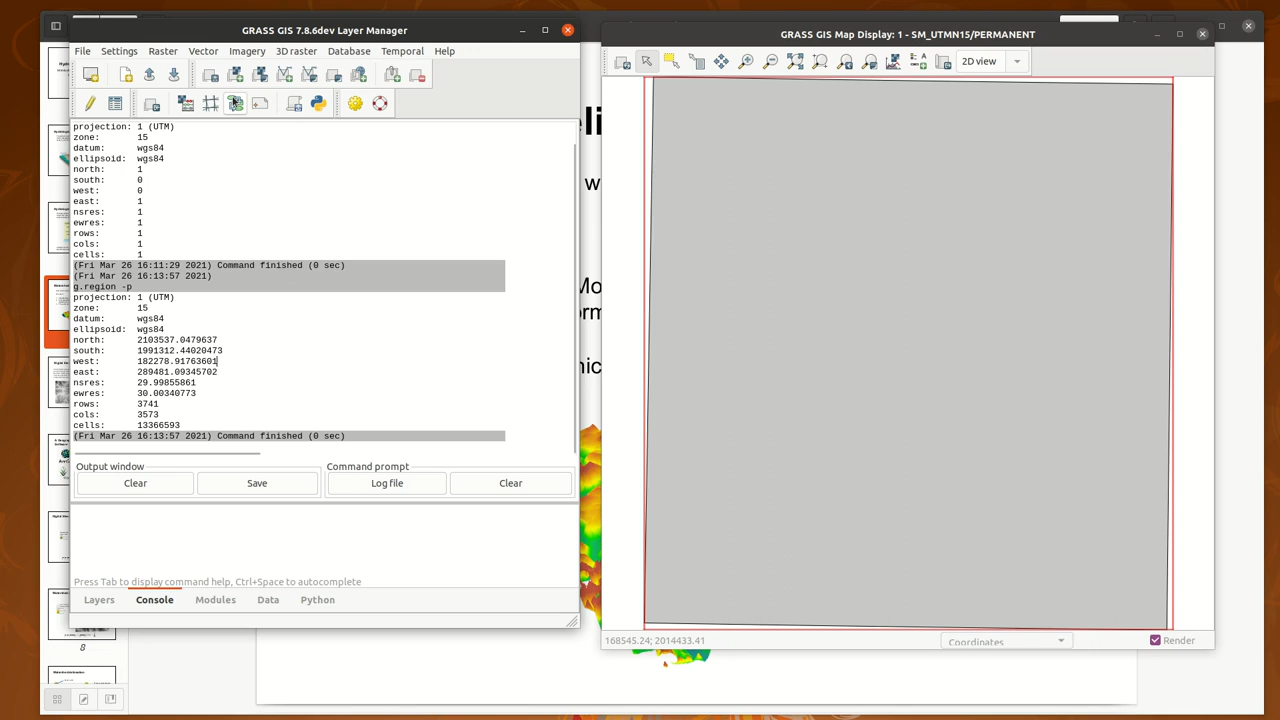 GRASS GIS 7.8.6dev Layer Manager
File Settings Raster Vector Imagery 3D raster Database Temporal Help
projection: 1 (UTM)
zone: 15
datum: wgs84
ellipsoid: wgs84
north: 1
south: 0
west: 0
east: 1
nsres: 1
ewres: 1
rows: 1
cols: 1
cells: 1
(Fri Mar 26 16:11:29 2021) Command finished (0 sec)
(Fri Mar 26 16:13:57 2021)
g.region -p
projection: 1 (UTM)
zone: 15
datum: wgs84
ellipsoid: wgs84
north: 2103537.0479637
south: 1991312.44020473
west: 182278.91763601
east: 289481.09345702
nsres: 29.99855861
ewres: 30.00340773
rows: 3741
cols: 3573
cells: 13366593
(Fri Mar 26 16:13:57 2021) Command finished (0 sec)
Output window Command prompt
Clear Save Log file Clear
Press Tab to display command help, Ctrl+Space to autocomplete
Layers Console Modules Data Python
8
GRASS GIS Map Display: 1 - SM_UTMN15/PERMANENT
2D view
168545.24; 2014433.41 Coordinates Render